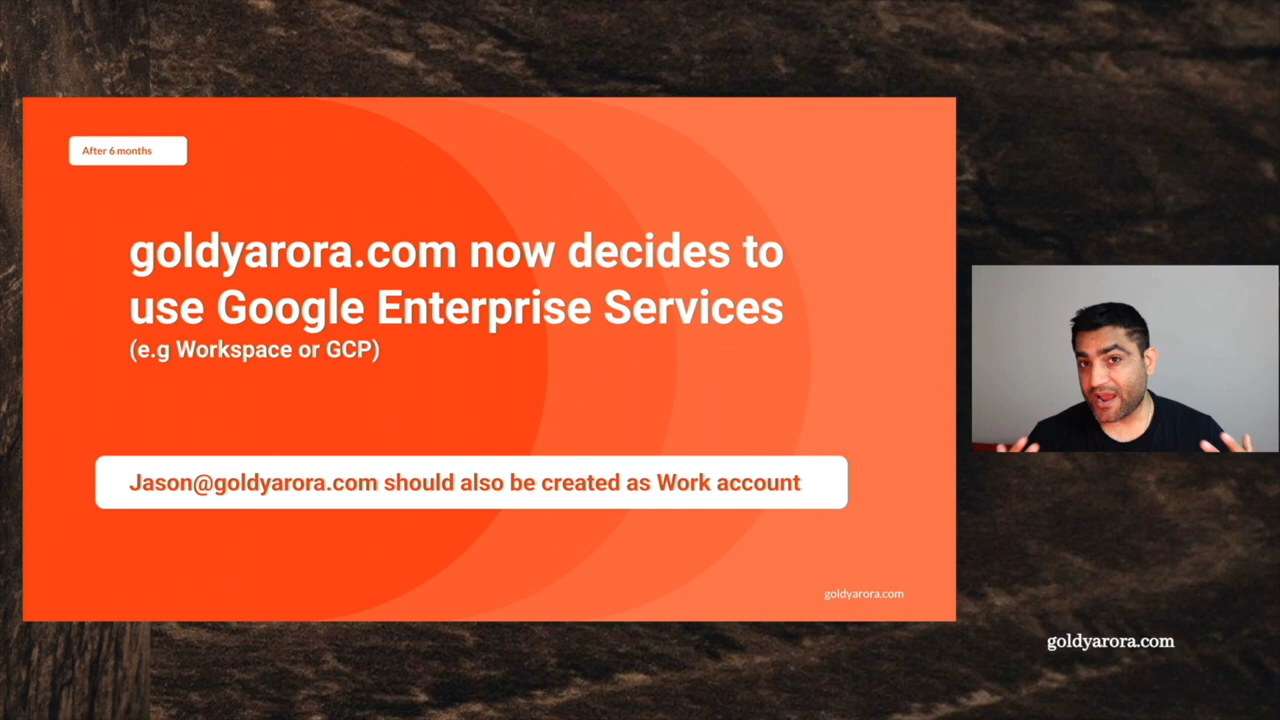 After 6 months
goldyarora.com now decides to
use Google Enterprise Services
(e.g Workspace or GCP)
Jason@goldyarora.com should also be created as Work account
goldyarora.com
goldyarora.com